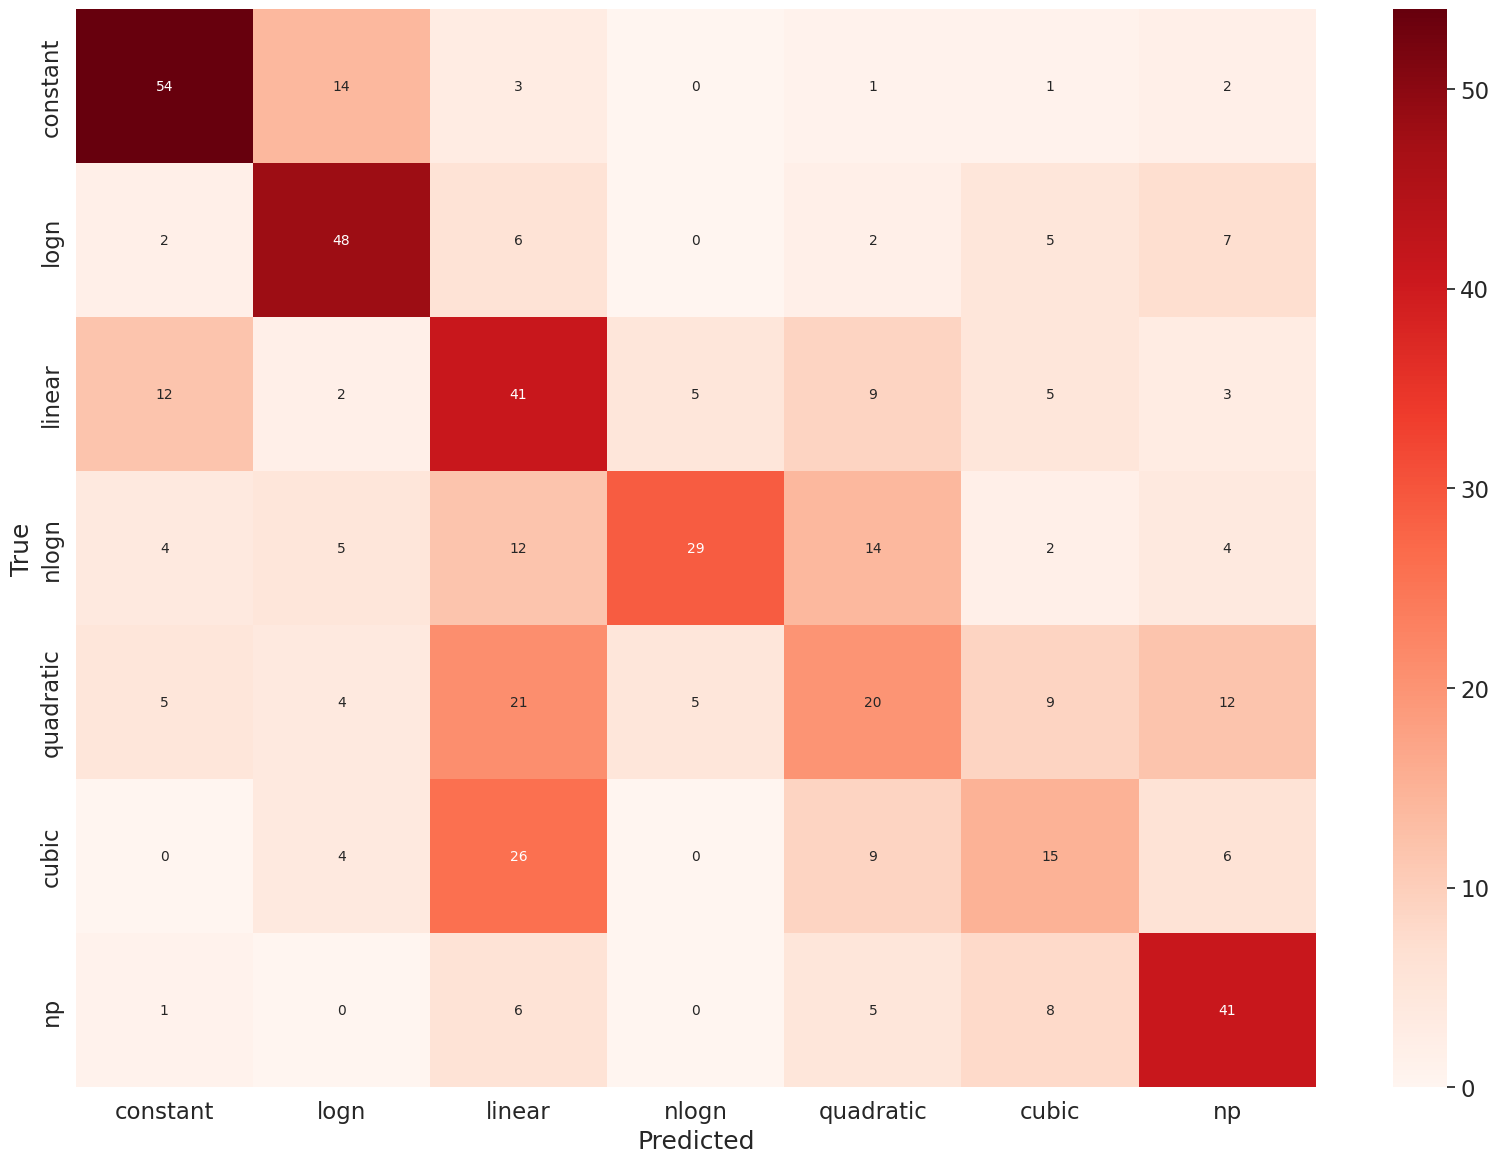 constant 54 14 3 0 1 1 2
logn 2 48 6 0 2 5 7
linear 12 2 41 5 9 5 3
nlogn 4 5 12 29 14 2 4
quadratic 5 4 21 5 20 9 12
cubic 0 4 26 0 9 15 6
np 1 0 6 0 5 8 41
True
constant logn linear nlogn quadratic cubic np
Predicted
50
40
30
20
10
0